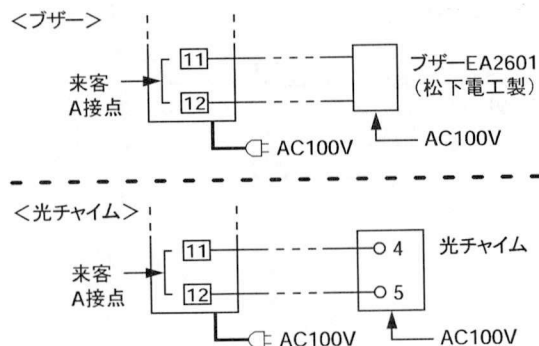 <ブザー>
11
ブザーEA2601
来客
(松下電工製)
A接点
12
AC100V
AC100V
<光チャイム>
11
4
光チャイム
来客
A接点
12
5
AC100V
AC100V